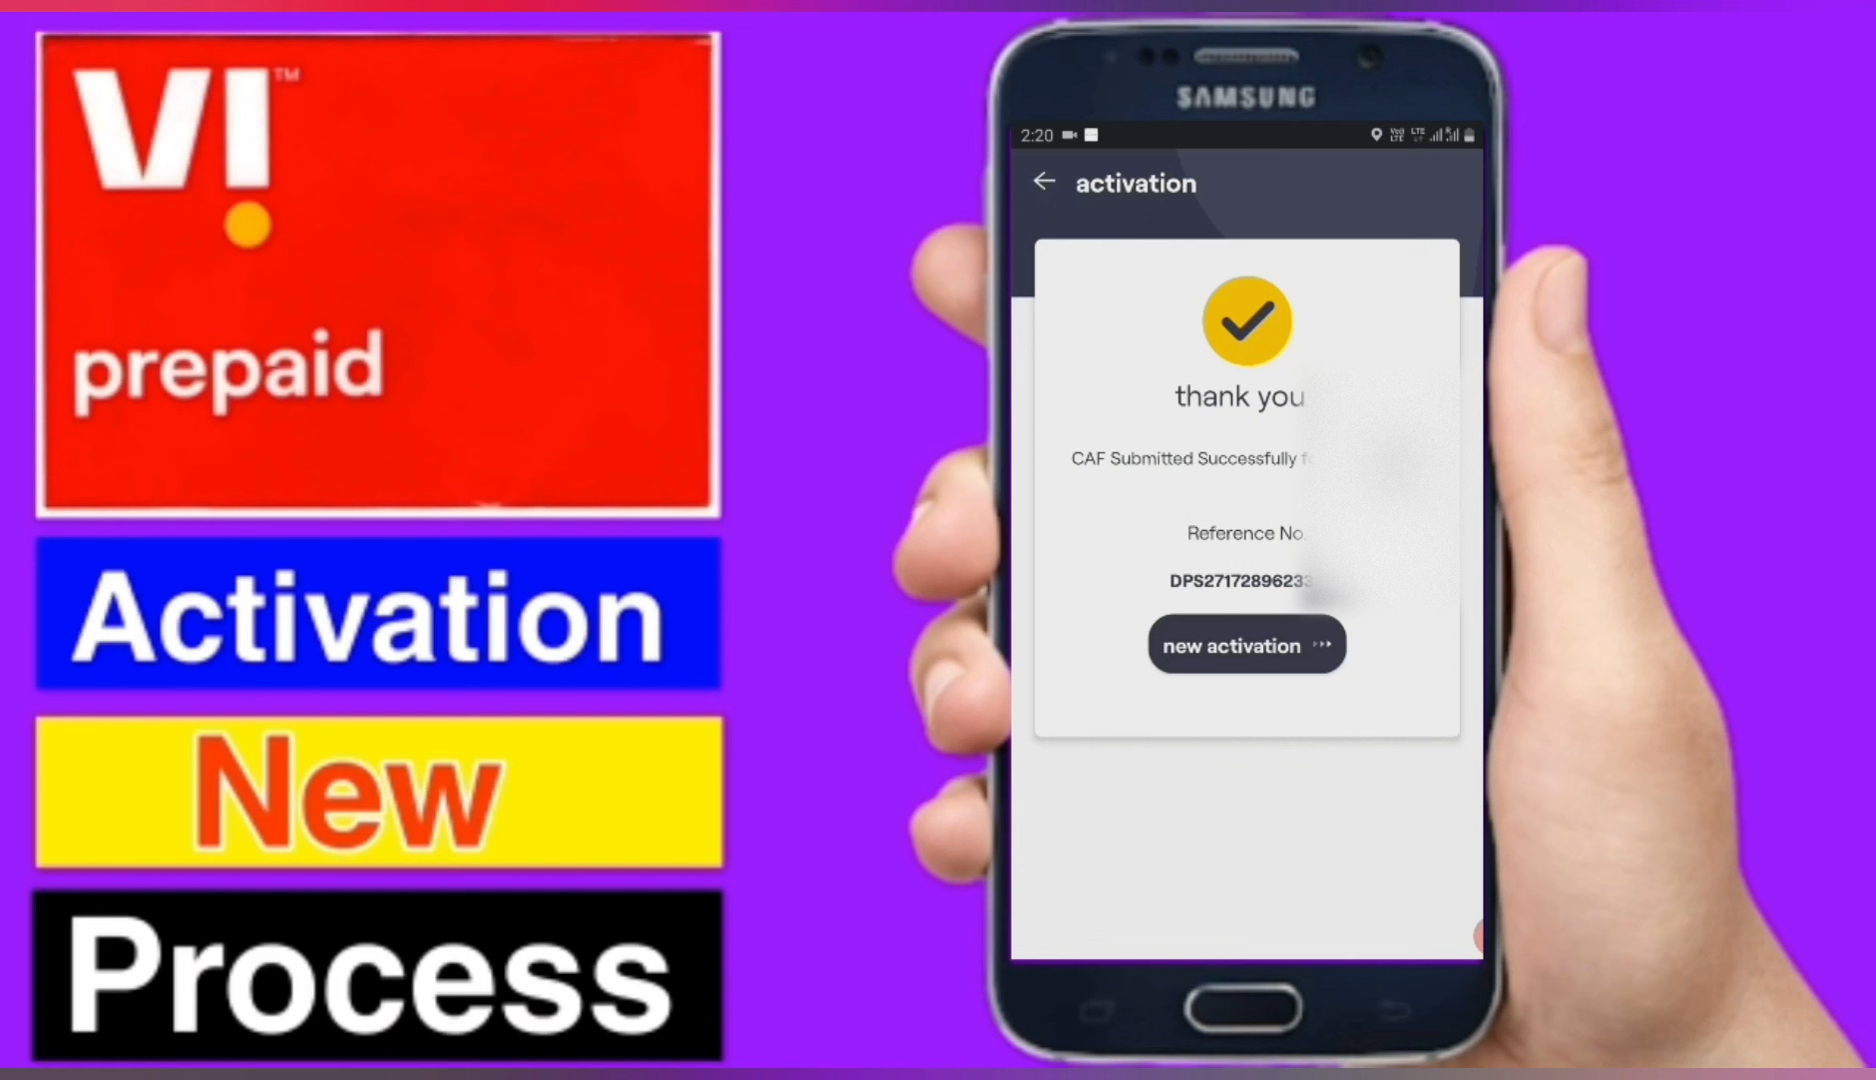 VI™
prepaid
Activation
New
Process
SAMSUNG
2:20
activation
thank you
CAF Submitted Successfully
Reference No.
new activation